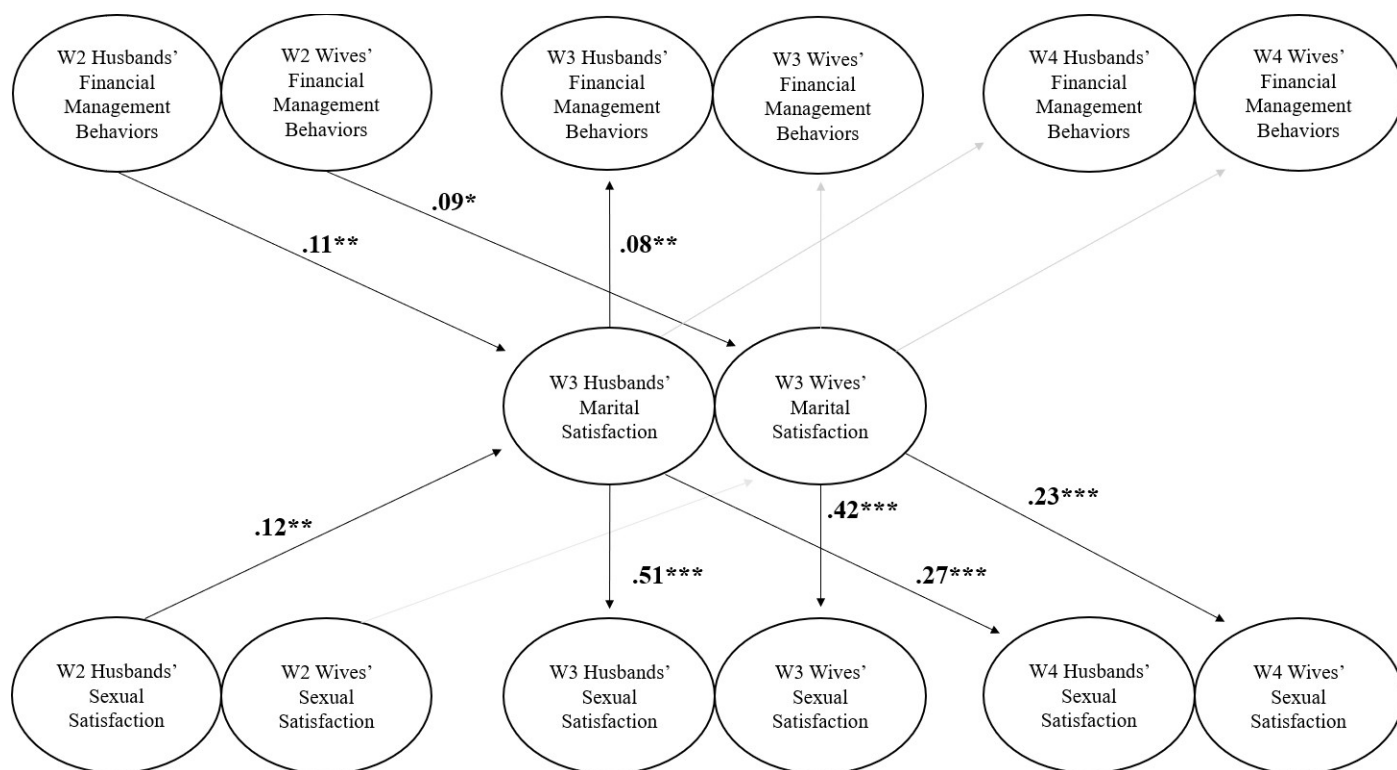 W2 Husbands’
Financial
Management
Behaviors
W2 Wives’
Financial
Management
Behaviors
W3 Husbands’
Financial
Management
Behaviors
W3 Wives’
Financial
Management
Behaviors
W4 Husbands’
Financial
Management
Behaviors
W4 Wives’
Financial
Management
Behaviors
.11**
.09*
.08**
W3 Husbands’
Marital
Satisfaction
W3 Wives’
Marital
Satisfaction
.12**
.51***
.42***
.27***
.23***
W2 Husbands’
Sexual
Satisfaction
W2 Wives’
Sexual
Satisfaction
W3 Husbands’
Sexual
Satisfaction
W3 Wives’
Sexual
Satisfaction
W4 Husbands’
Sexual
Satisfaction
W4 Wives’
Sexual
Satisfaction